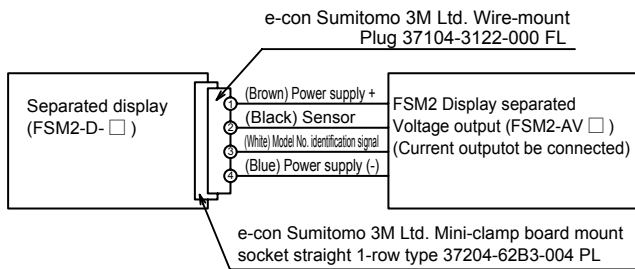 e-con Sumitomo 3M Ltd. Wire-mount
Plug 37104-3122-000 FL
Separated display
(FSM2-D- □ )
① (Brown) Power supply +
② (Black) Sensor
③ (White) Model No. identification signal
④ (Blue) Power supply (-)
FSM2 Display separated
Voltage output (FSM2-AV □ )
(Current outputot be connected)
e-con Sumitomo 3M Ltd. Mini-clamp board mount
socket straight 1-row type 37204-62B3-004 PL